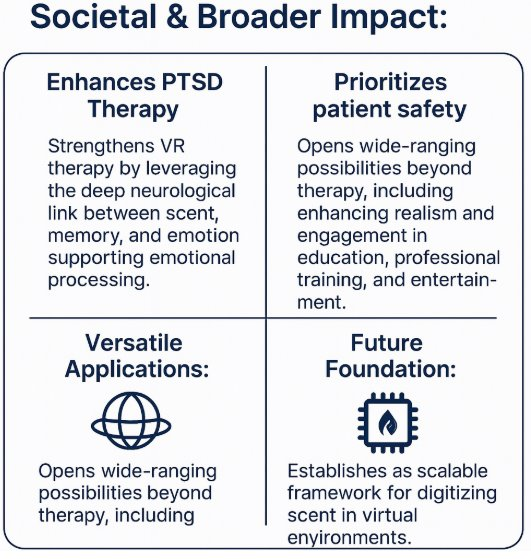 Societal & Broader Impact:
Enhances PTSD
Therapy
Strengthens VR
therapy by leveraging
the deep neurological
link between scent,
memory, and emotion
supporting emotional
processing.
Prioritizes
patient safety
Opens wide-ranging
possibilities beyond
therapy, including
enhancing realism and
engagement in
education, professional
training, and entertain-
ment.
Versatile
Applications:
Opens wide-ranging
possibilities beyond
therapy, including
Future
Foundation:
Establishes as scalable
framework for digitizing
scent in virtual
enyironments.